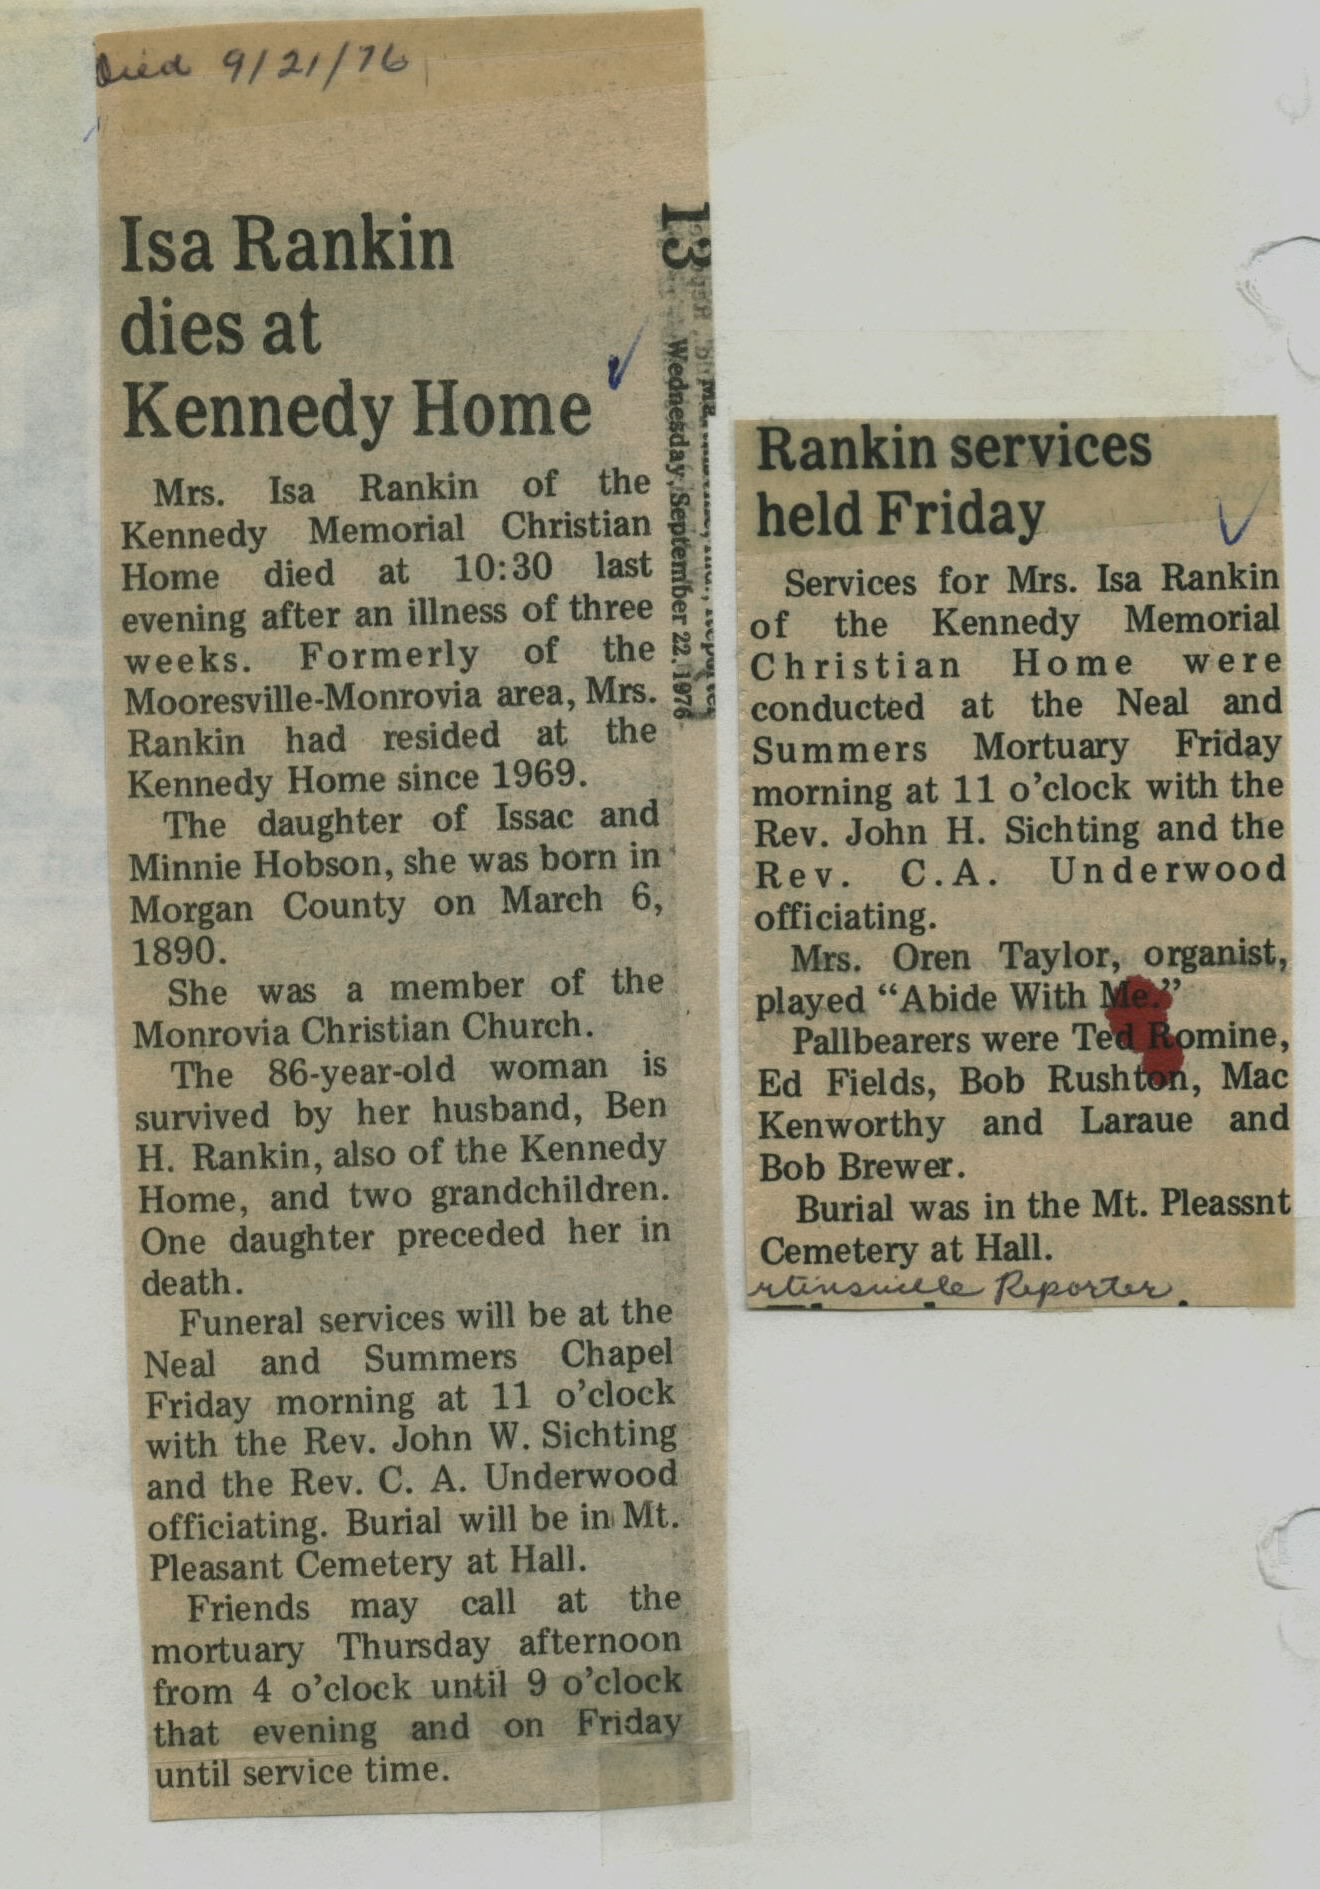 Died 9/21/76
Isa Rankin
dies at
Kennedy Home
Mrs. Isa Rankin of the
Kennedy Memorial Christian
Home died at 10:30 last
evening after an illness of three
weeks. Formerly of the
Mooresville-Monrovia area, Mrs.
Rankin had resided at the
Kennedy Home since 1969.
The daughter of Issac and
Minnie Hobson, she was born in
Morgan County on March 6,
1890.
She was a member of the
Monrovia Christian Church.
The 86-year-old woman is
survived by her husband, Ben
H. Rankin, also of the Kennedy
Home, and two grandchildren.
One daughter preceded her in
death.
Funeral services will be at the
Neal and Summers Chapel
Friday morning at 11 o'clock
with the Rev. John W. Sichting
and the Rev. C. A. Underwood
officiating. Burial will be in Mt.
Pleasant Cemetery at Hall.
Friends may call at the
mortuary Thursday afternoon
from 4 o'clock until 9 o'clock
that evening and on Friday
until service time.
13
Wednesday, September 22, 1976
Rankin services
held Friday
Services for Mrs. Isa Rankin
of the Kennedy Memorial
Christian Home were
conducted at the Neal and
Summers Mortuary Friday
morning at 11 o'clock with the
Rev. John H. Sichting and the
Rev. C.A. Underwood
officiating.
Mrs. Oren Taylor, organist,
played "Abide With Me."
Pallbearers were Ted Romine,
Ed Fields, Bob Rushton, Mac
Kenworthy and Laraue and
Bob Brewer.
Burial was in the Mt. Pleassnt
Cemetery at Hall.
rtinsville Reporter